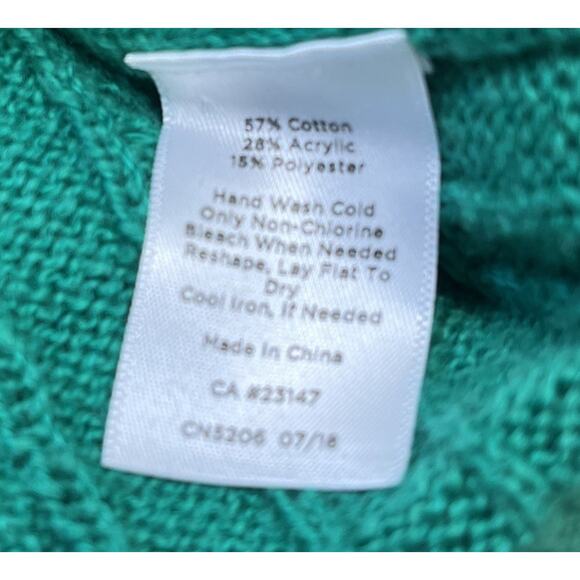 57% Cotton
28% Acrylic
15% Polyester
Hand Wash Cold
Only Non-Chlorine
Bleach When Needed
Reshape, Lay Flat To
Dry
Cool Iron, If Needed
Made In China
CA #23147
CN5206 07/18